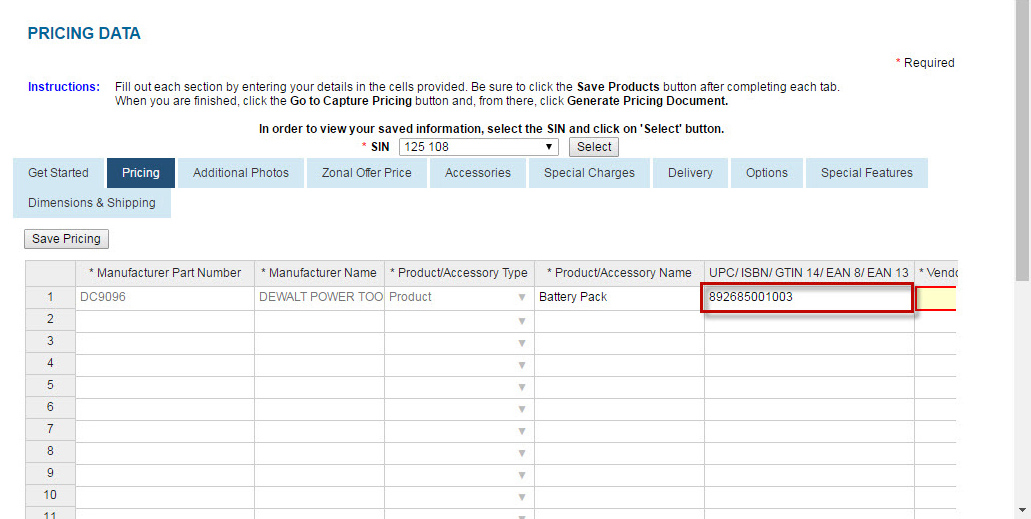 PRICING DATA
* Required
Instructions: Fill out each section by entering your details in the cells provided. Be sure to click the Save Products button after completing each tab.
When you are finished, click the Go to Capture Pricing button and, from there, click Generate Pricing Document.
In order to view your saved information, select the SIN and click on 'Select' button.
* SIN 125 108 Select
Get Started Pricing Additional Photos Zonal Offer Price Accessories Special Charges Delivery Options Special Features
Dimensions & Shipping
Save Pricing
* Manufacturer Part Number * Manufacturer Name * Product/Accessory Type * Product/Accessory Name UPC/ ISBN/ GTIN 14/ EAN 8/ EAN 13 * Vendo
1 DC9096 DEWALT POWER TOO Product Battery Pack 892685001003
2
3
4
5
6
7
8
9
10
11